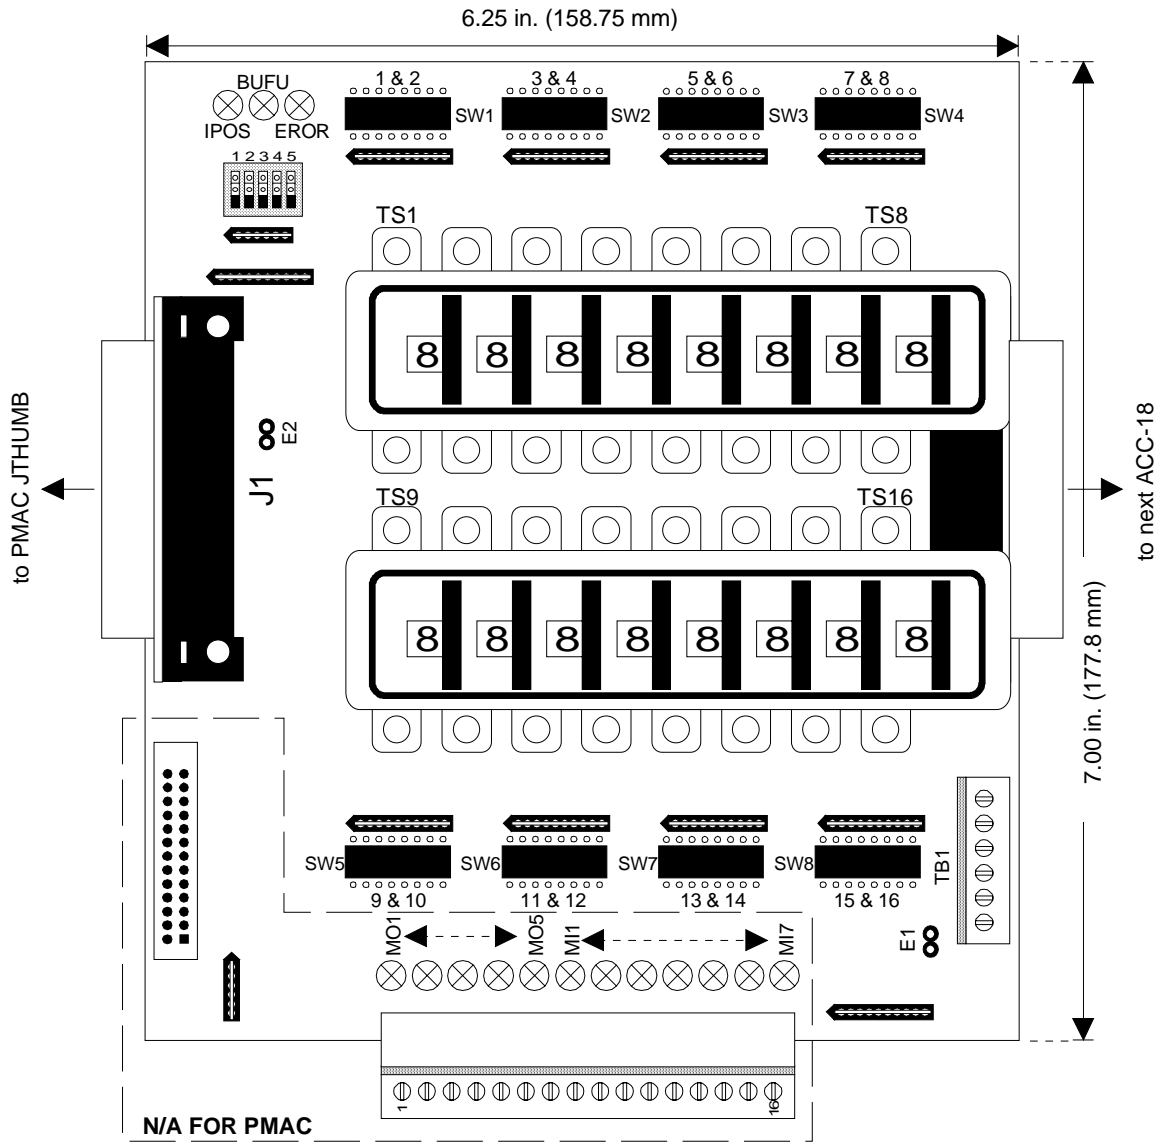 6.25 in. (158.75 mm)
BUFU
IPOS EROR
1 2 3 4 5
1 & 2
SW1
3 & 4
SW2
5 & 6
SW3
7 & 8
SW4
TS1
TS8
8 8 8 8 8 8 8 8
to PMAC JTHUMB
J1
E2
to next ACC-18
TS9
TS16
8 8 8 8 8 8 8 8
7.00 in. (177.8 mm)
SW5
9 & 10
SW6
11 & 12
SW7
13 & 14
SW8
15 & 16
TB1
E1
MO1
MO5
MI1
MI7
1
16
N/A FOR PMAC